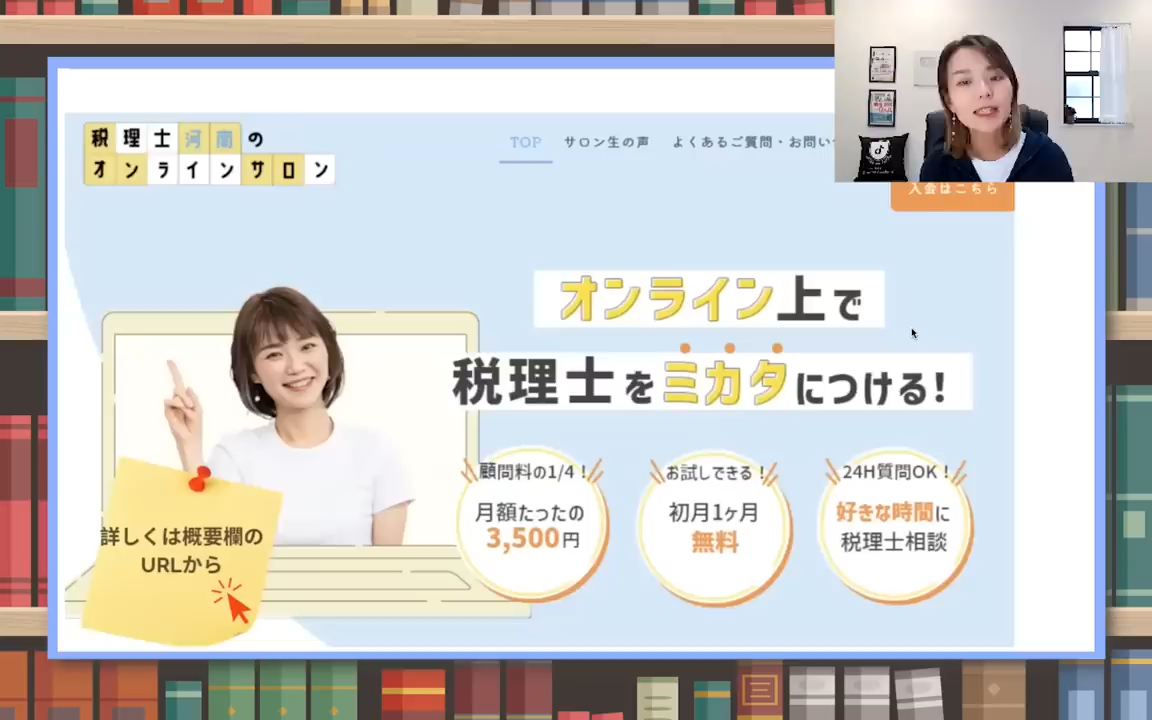 税理士河南の
オンラインサロン
TOP
サロン生の声
よくあるご質問・お問い
入会はこちら
オンライン上で
税理士をミカタにつける!
顧問料の1/4!
月額たったの
3,500円
お試しできる!
初月1ヶ月
無料
24H質問OK!
好きな時間に
税理士相談
詳しくは概要欄の
URLから